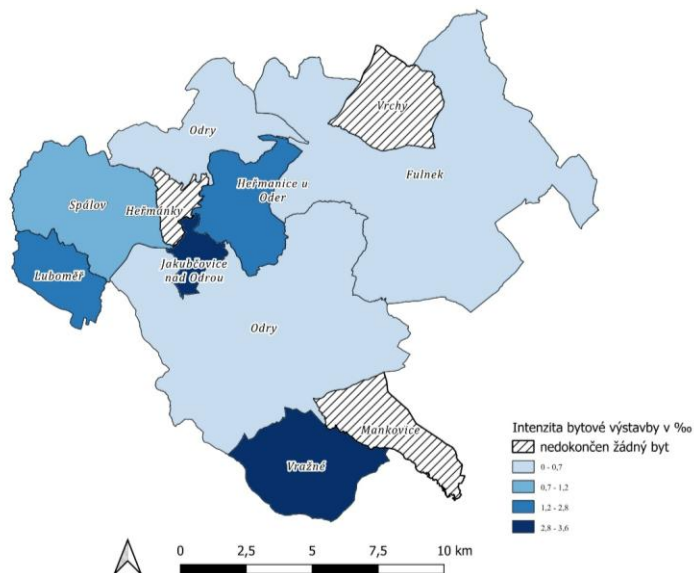 Vrchy
Odry
Fulnek
Heřmanice u
Oder
Spálov
Heřmánky
Jakubčovice
nad Odrou
Luboměř
Odry
Mankovice
Vražné
Intenzita bytové výstavby v ‰
nedokončen žádný byt
0 - 0,7
0,7 - 1,2
1,2 - 2,8
2,8 - 3,6
0 2,5 5 7,5 10 km